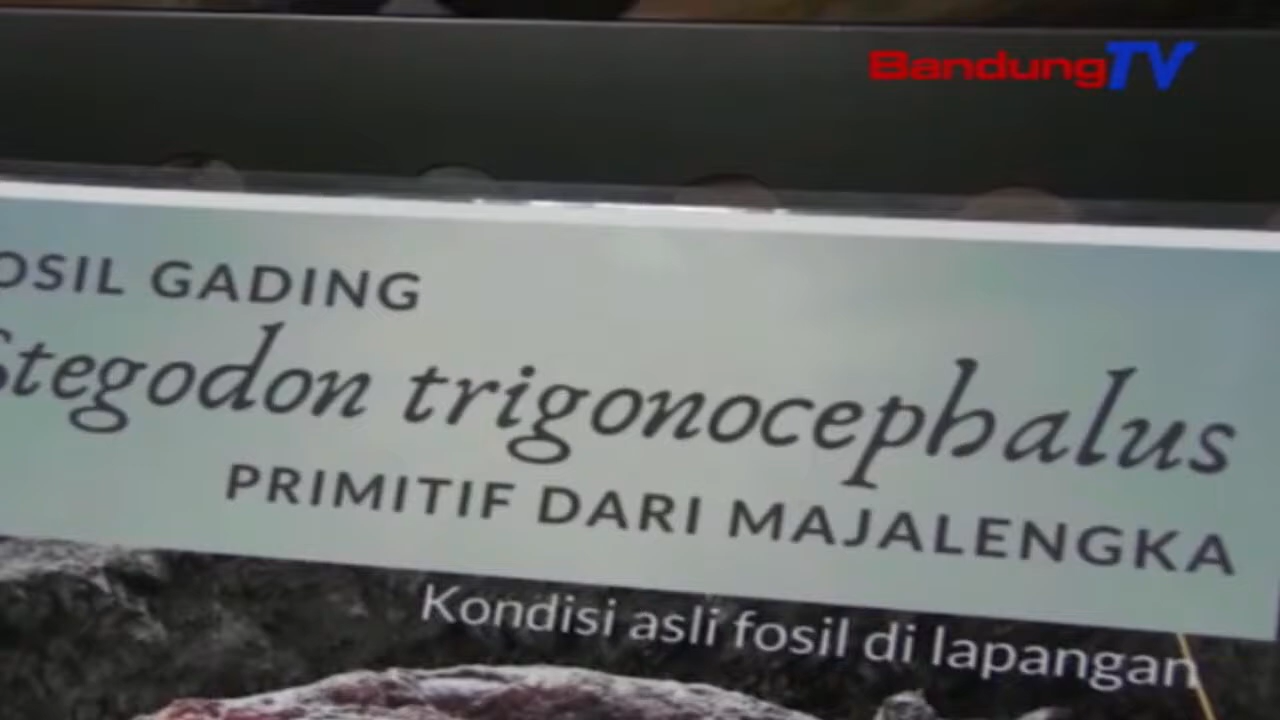 BandungTV
OSIL GADING
Stegodon trigonocephalus
PRIMITIF DARI MAJALENGKA
Kondisi asli fosil di lapangan